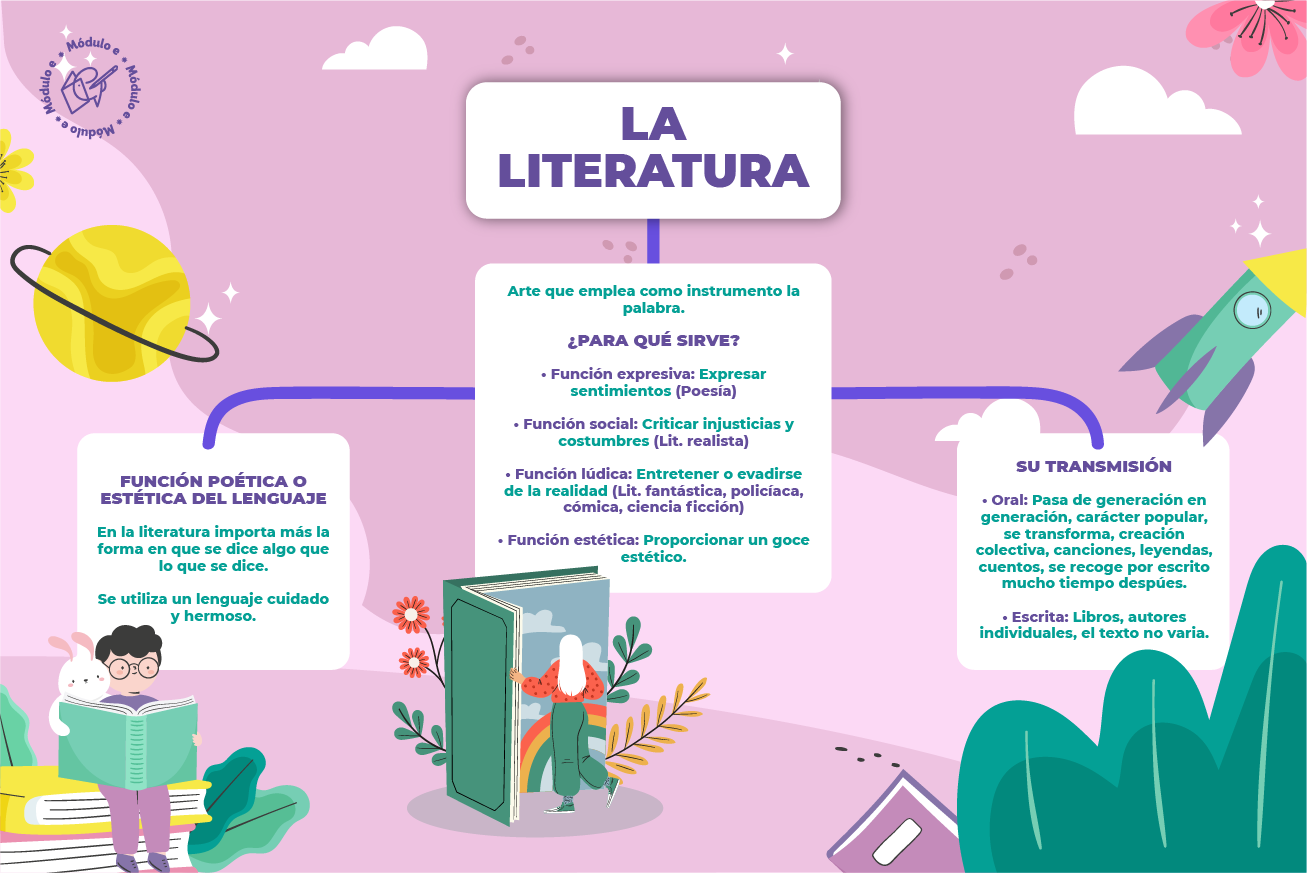 Módulo e * Módulo e * Módulo e * Módulo e *
LA
LITERATURA
Arte que emplea como instrumento la
palabra.
¿PARA QUÉ SIRVE?
• Función expresiva: Expresar
sentimientos (Poesía)
• Función social: Criticar injusticias y
costumbres (Lit. realista)
• Función lúdica: Entretener o evadirse
de la realidad (Lit. fantástica, policíaca,
cómica, ciencia ficción)
• Función estética: Proporcionar un goce
estético.
FUNCIÓN POÉTICA O
ESTÉTICA DEL LENGUAJE
En la literatura importa más la
forma en que se dice algo que
lo que se dice.
Se utiliza un lenguaje cuidado
y hermoso.
SU TRANSMISIÓN
• Oral: Pasa de generación en
generación, carácter popular,
se transforma, creación
colectiva, canciones, leyendas,
cuentos, se recoge por escrito
mucho tiempo despúes.
• Escrita: Libros, autores
individuales, el texto no varia.